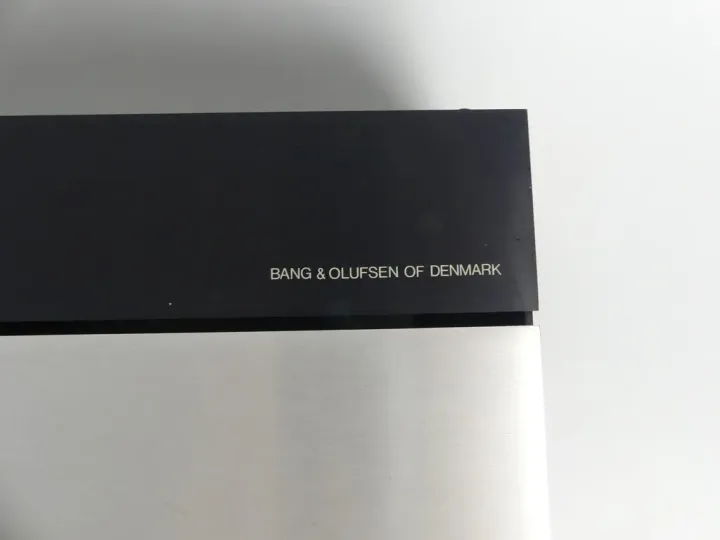 BANG & OLUFSEN OF DENMARK